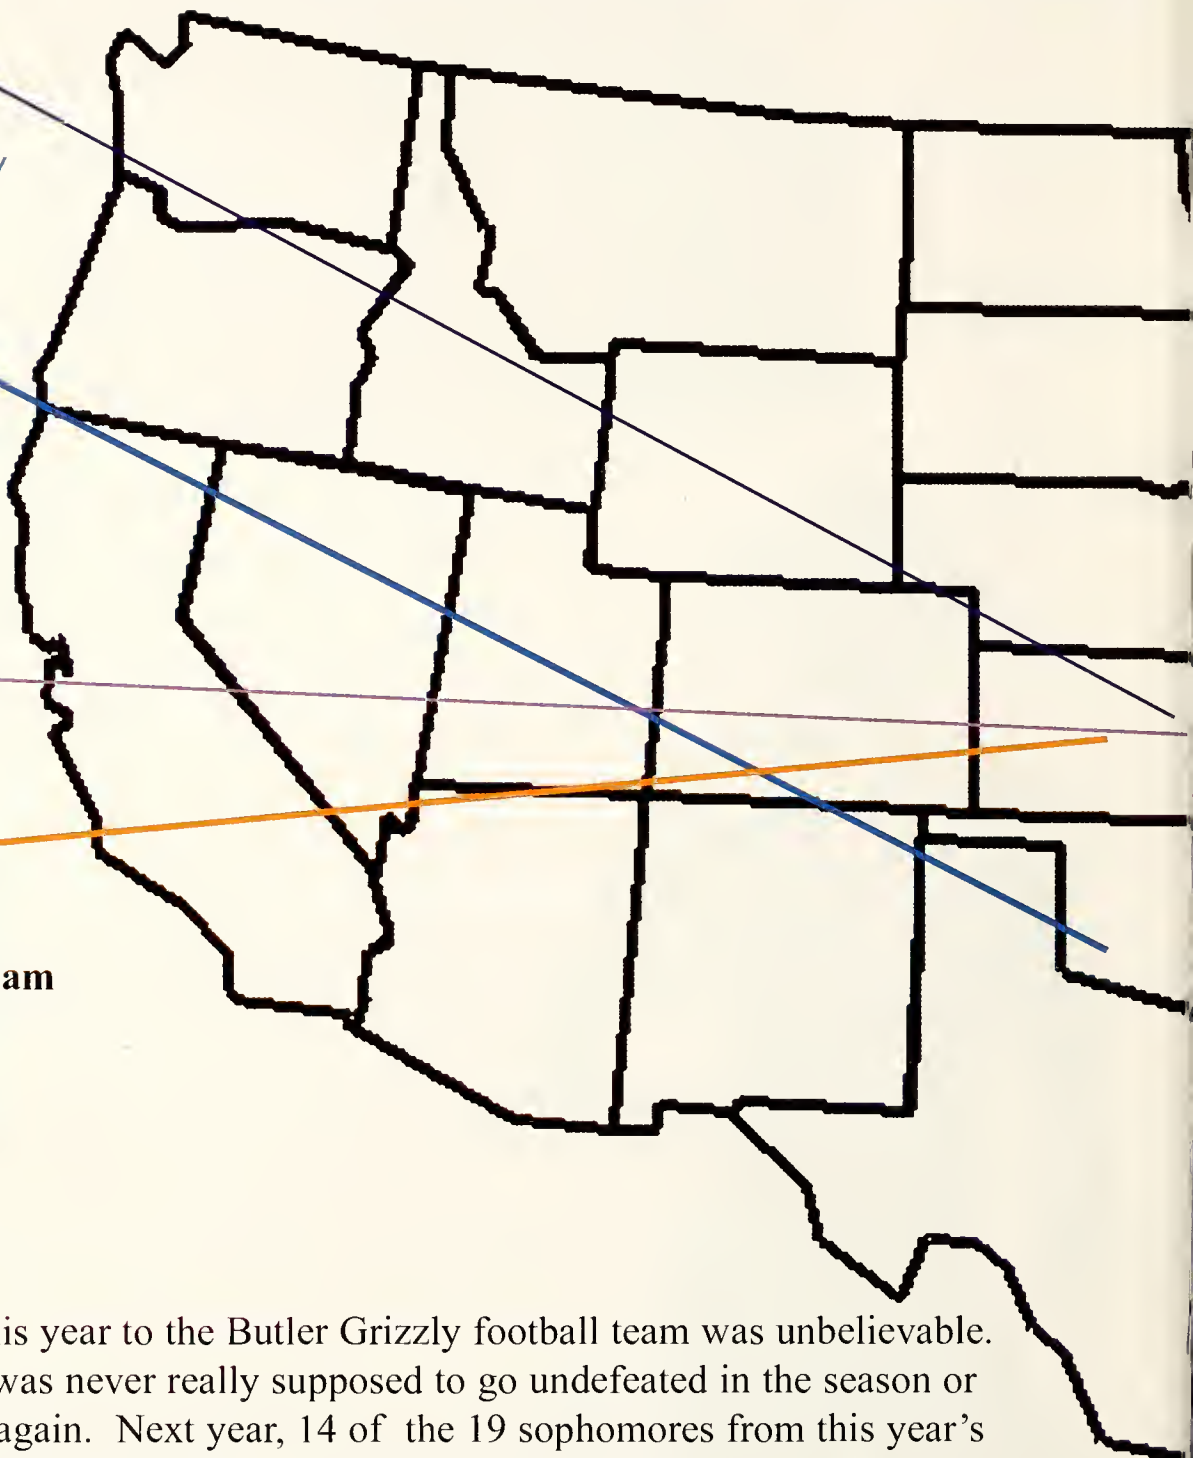 am
is year to the Butler Grizzly football team was unbelievable.
was never really supposed to go undefeated in the season or
again. Next year, 14 of the 19 sophomores from this year's